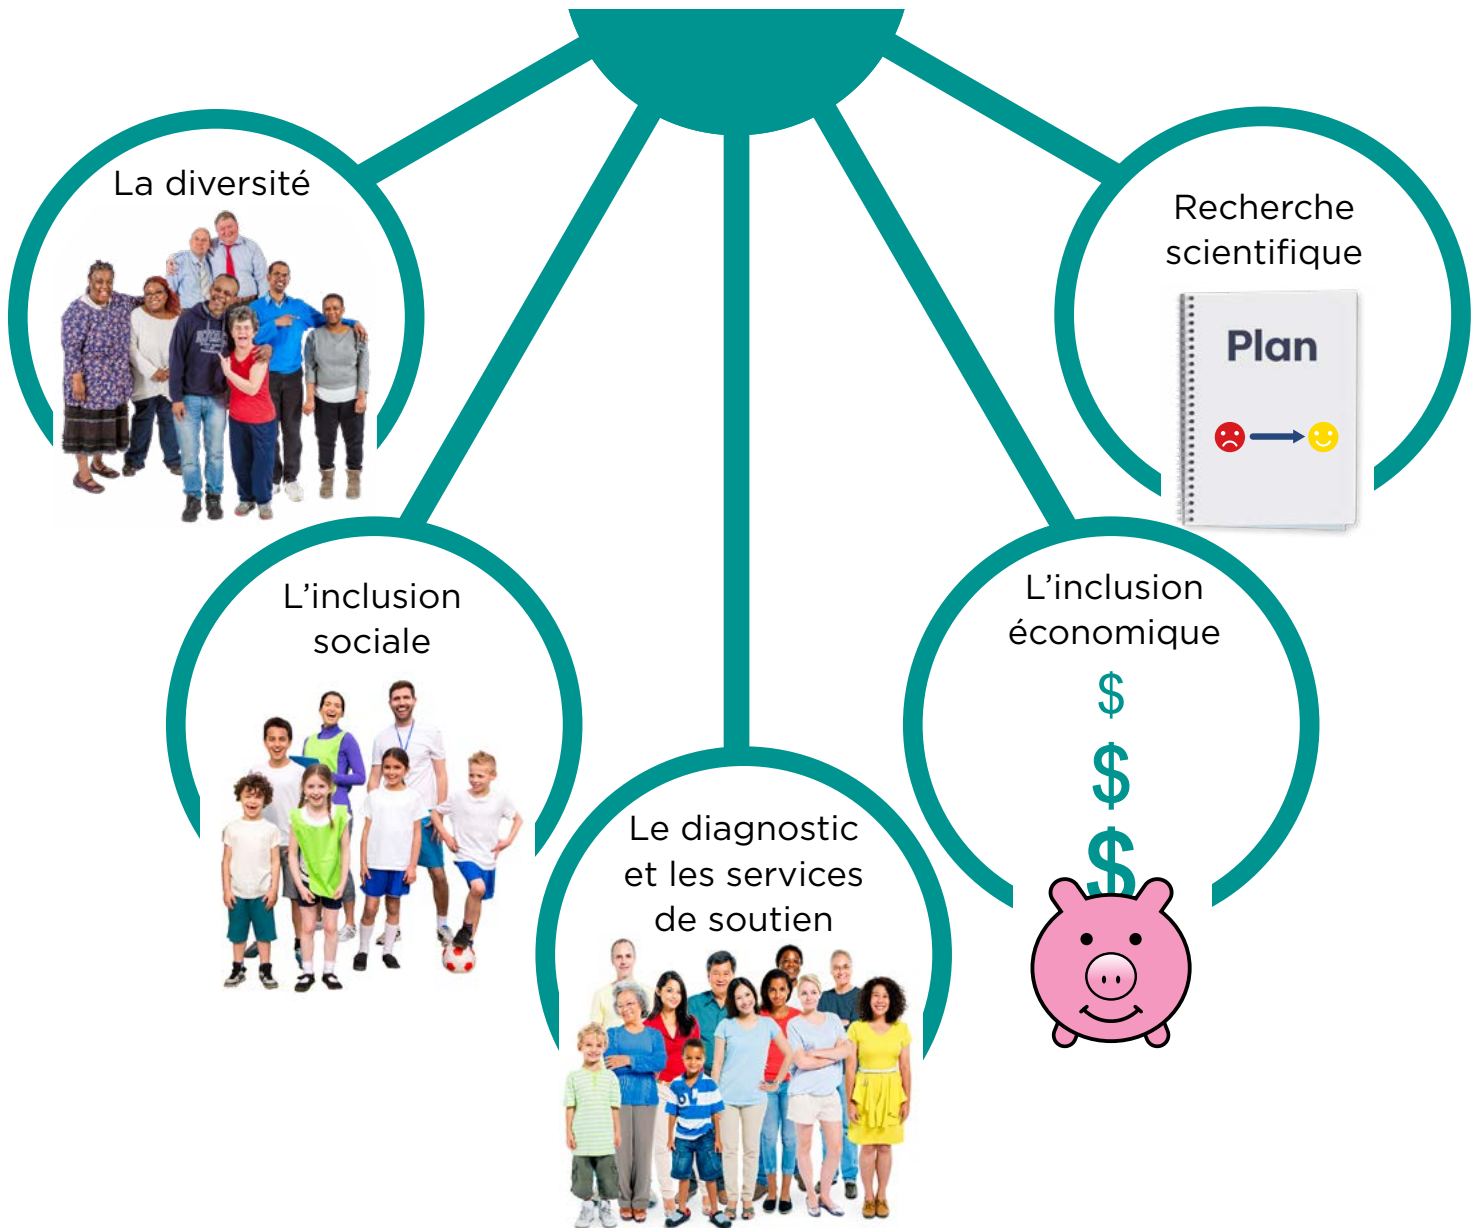 La diversité
L’inclusion
sociale
Le diagnostic
et les services
de soutien
L’inclusion
économique
$
$
$
Recherche
scientifique
Plan